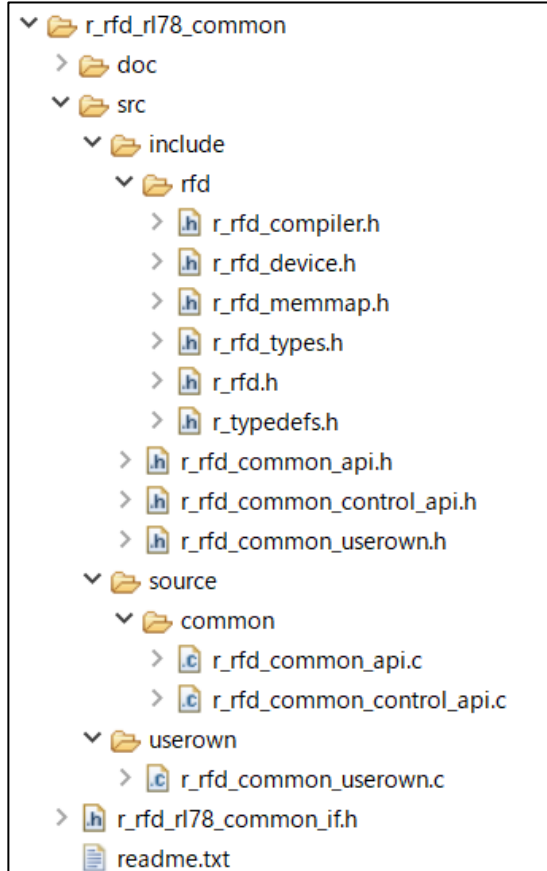 r_rfd_rl78_common
doc
src
include
rfd
.h r_rfd_compiler.h
.h r_rfd_device.h
.h r_rfd_memmap.h
.h r_rfd_types.h
.h r_rfd.h
.h r_typedefs.h
.h r_rfd_common_api.h
.h r_rfd_common_control_api.h
.h r_rfd_common_userown.h
source
common
.c r_rfd_common_api.c
.c r_rfd_common_control_api.c
userown
.c r_rfd_common_userown.c
.h r_rfd_rl78_common_if.h
readme.txt